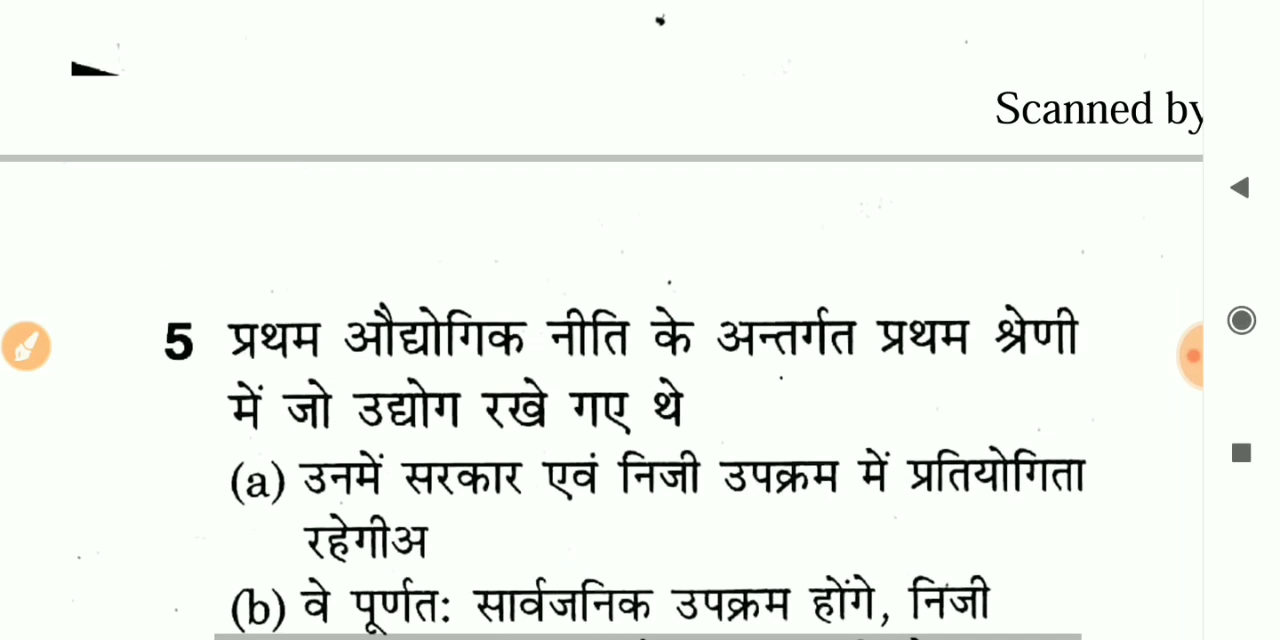 Scanned by
5 प्रथम औद्योगिक नीति के अन्तर्गत प्रथम श्रेणी
में जो उद्योग रखे गए थे
(a) उनमें सरकार एवं निजी उपक्रम में प्रतियोगिता
रहेगीअ
(b) वे पूर्णत: सार्वजनिक उपक्रम होंगे, निजी